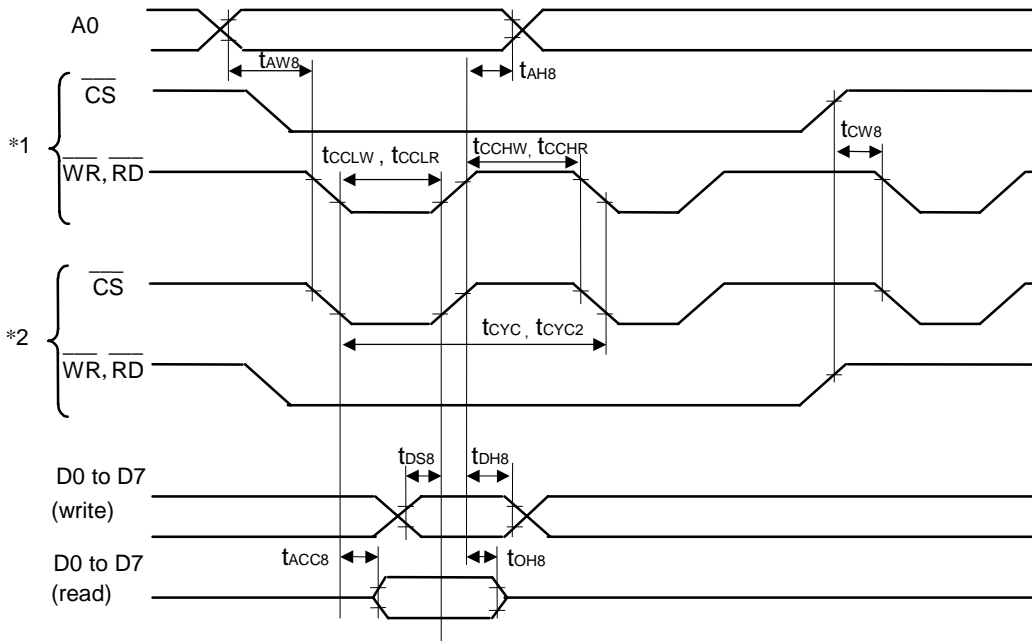 A0
tAW8
tAH8
CS
tCW8
*1
tCCLW , tCCLR
tCCHW, tCCHR
WR, RD
CS
*2
tCYC , tCYC2
WR, RD
tDS8
tDH8
D0 to D7
(write)
tACC8
tOH8
D0 to D7
(read)